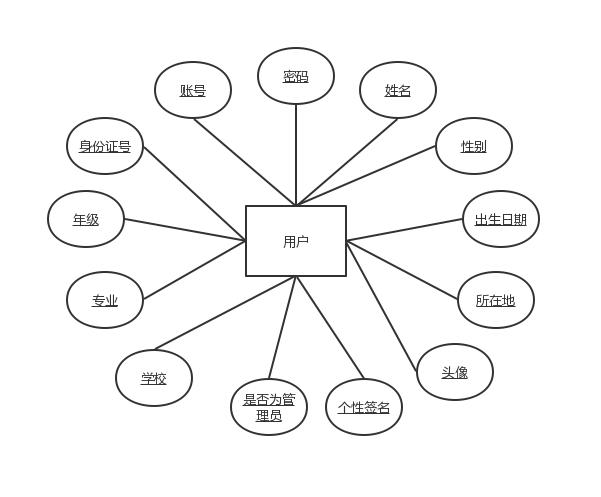 密码
账号
姓名
身份证号
性别
年级
出生日期
用户
专业
所在地
头像
学校
是否为管
理员
个性签名